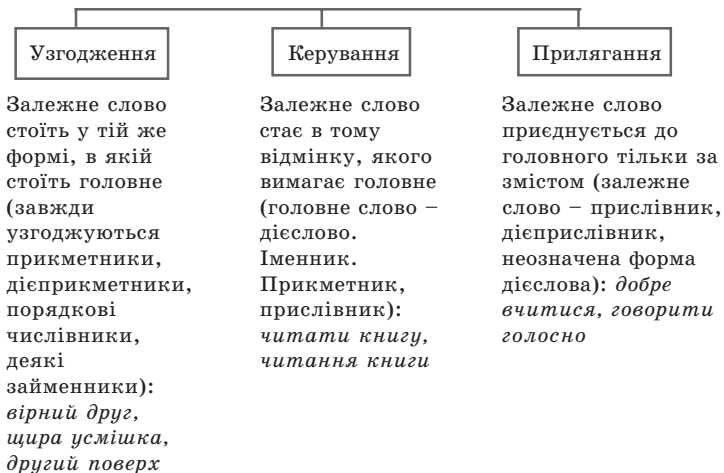 Узгодження
Залежне слово
стоїть у тій же
формі, в якій
стоїть головне
(завжди
узгоджуються
прикметники,
дієприкметники,
порядкові
числівники,
деякі
займенники):
вірний друг,
щира усмішка,
другий поверх
Керування
Залежне слово
стає в тому
відмінку, якого
вимагає головне
(головне слово –
дієслово.
Іменник.
Прикметник,
прислівник):
читати книгу,
читання книги
Прилягання
Залежне слово
приєднується до
головного тільки за
змістом (залежне
слово – прислівник,
дієприслівник,
неозначена форма
дієслова): добре
вчитися, говорити
голосно